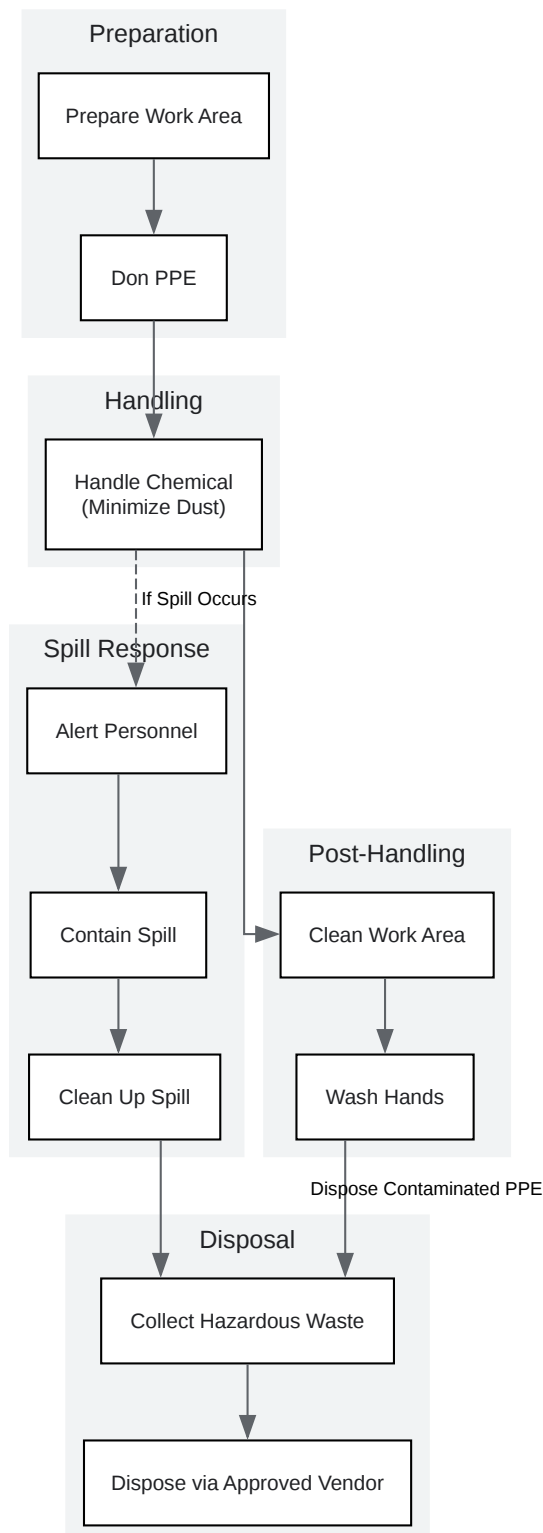 Preparation
Prepare Work Area
Don PPE
Handling
Handle Chemical
(Minimize Dust)
If Spill Occurs
Spill Response
Alert Personnel
Contain Spill
Clean Up Spill
Post-Handling
Clean Work Area
Wash Hands
Dispose Contaminated PPE
Disposal
Collect Hazardous Waste
Dispose via Approved Vendor